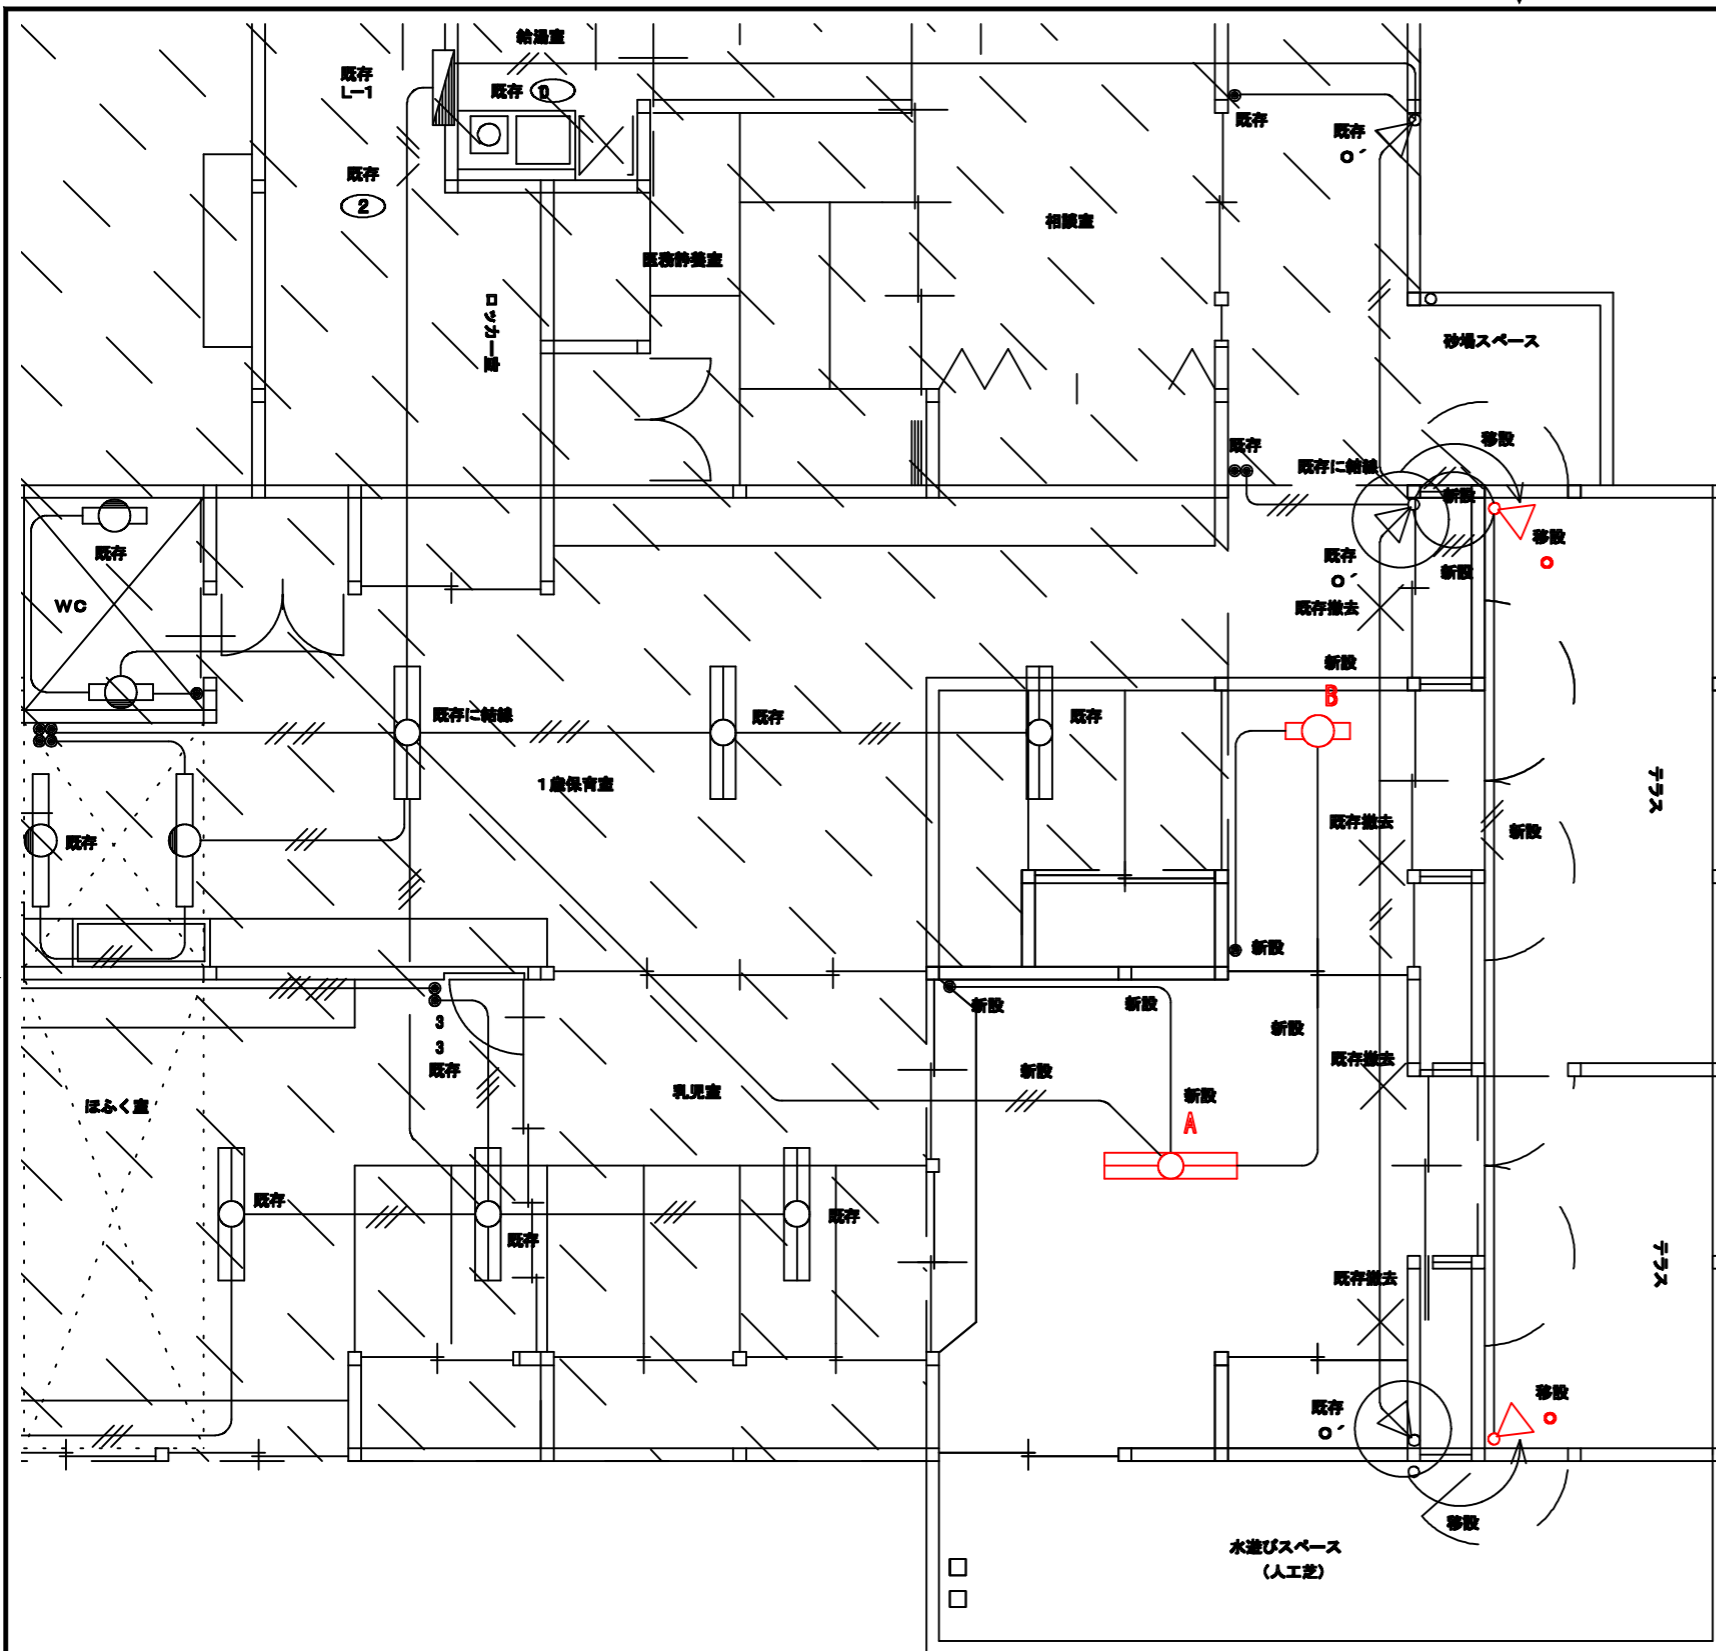 給湯室
既存
L-1
既存
既存
2
既存
既存
O´
相談室
医務静養室
ロッカー室
砂場スペース
移設
既存
既存に結線
新設
移設
O
新設
既存
O´
既存
WC
既存撤去
新設
B
既存に結線
既存
既存
1歳保育室
テラス
既存撤去
新設
既存
新設
新設
新設
新設
3
3
既存
既存撤去
新設
乳児室
新設
A
ほふく室
既存
既存
既存
テラス
既存撤去
移設
O
既存
O´
移設
水遊びスペース
(人工芝)